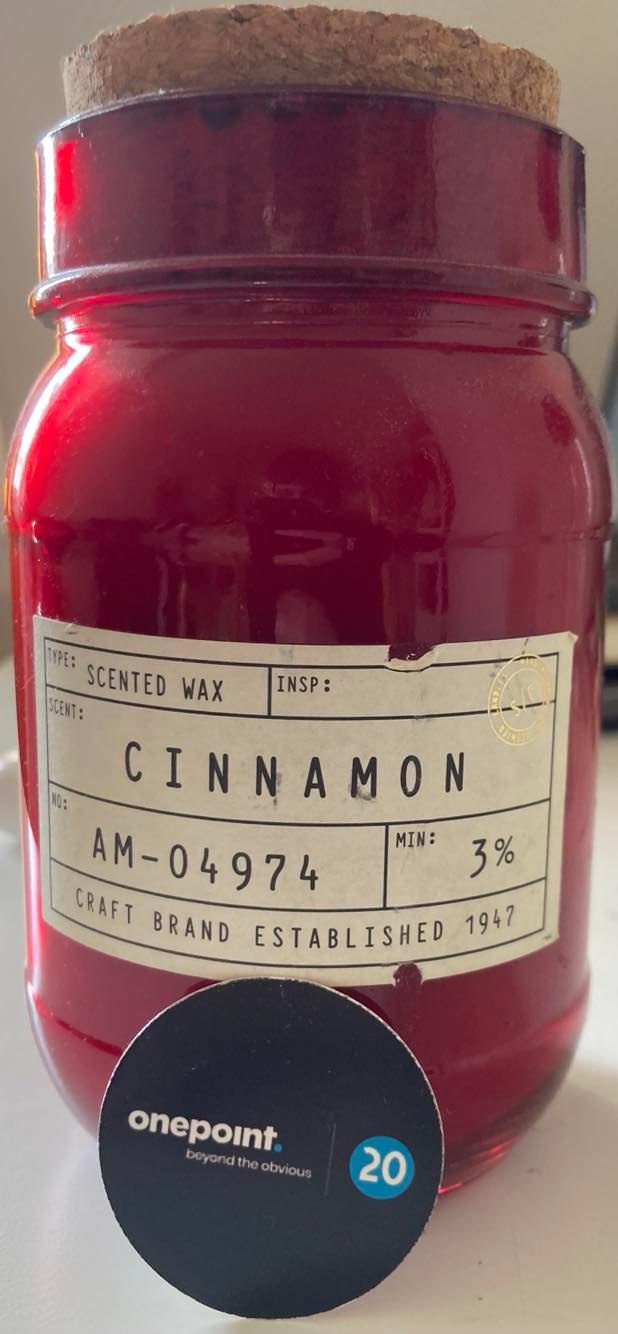 TYPE: SCENTED WAX INSP:
SCENT:
CINNAMON
NO:
AM-04974 MIN: 3%
CRAFT BRAND ESTABLISHED 1947
onepoint.
beyond the obvious
20